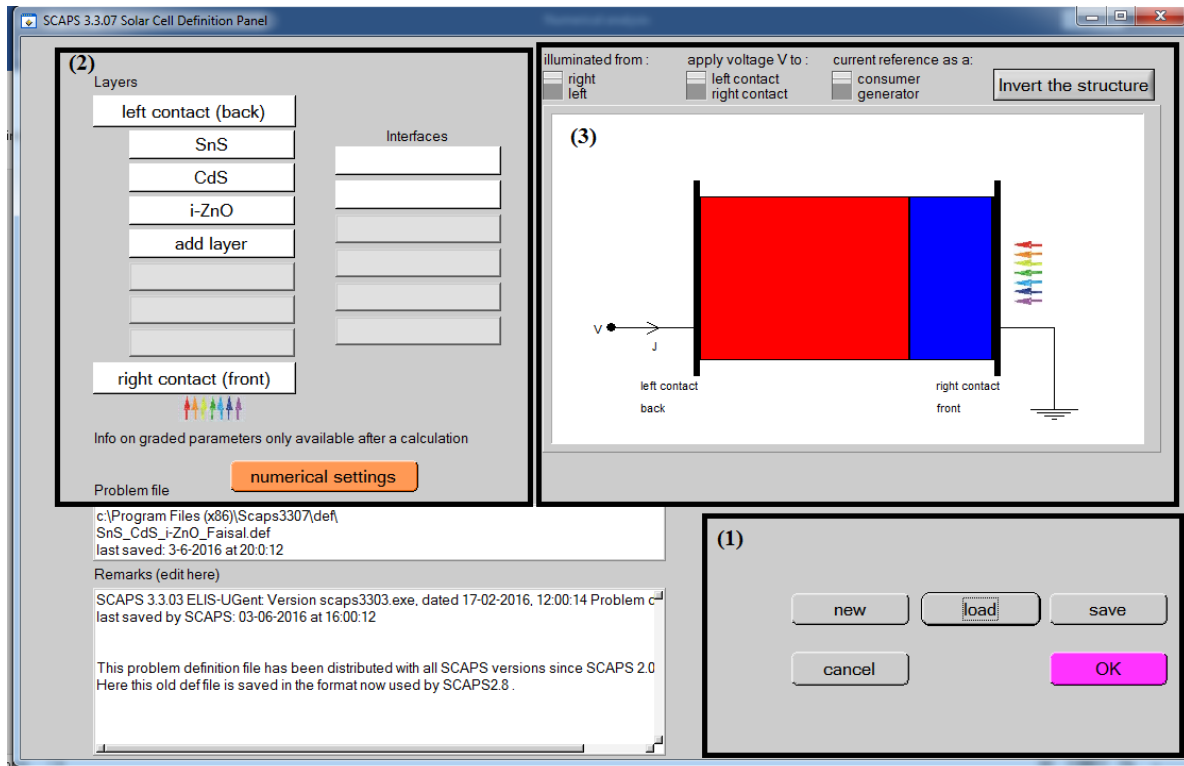 SCAPS 3.3.07 Solar Cell Definition Panel
(2)
Layers
left contact (back)
SnS
CdS
i-ZnO
add layer
right contact (front)
Interfaces
Info on graded parameters only available after a calculation
numerical settings
illuminated from :
right
left
apply voltage V to :
left contact
right contact
current reference as a:
consumer
generator
Invert the structure
(3)
V
J
left contact
back
right contact
front
Problem file
c:\Program Files (x86)\Scaps3307\def\
SnS_CdS_i-ZnO_Faisal.def
last saved: 3-6-2016 at 20:0:12
Remarks (edit here)
SCAPS 3.3.03 ELIS-UGent: Version scaps3303.exe, dated 17-02-2016, 12:00:14 Problem
last saved by SCAPS: 03-06-2016 at 16:00:12
This problem definition file has been distributed with all SCAPS versions since SCAPS 2.0
Here this old def file is saved in the format now used by SCAPS2.8 .
(1)
new
load
save
cancel
OK